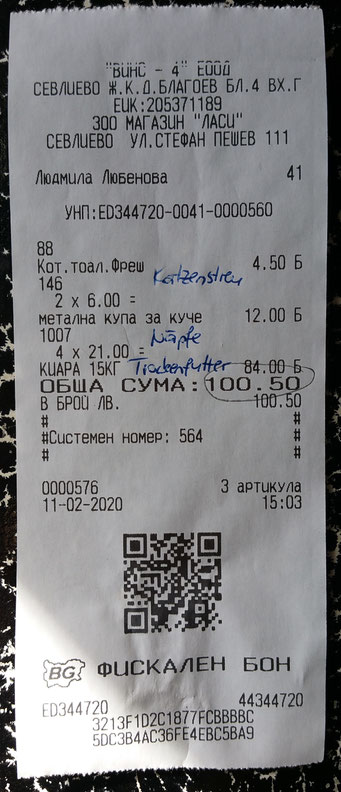 "ВИНС - 4" ЕООД
СЕВЛИЕВО Ж.К.Д.БЛАГОЕВ БЛ.4 ВХ.Г
ЕИК:205371189
ЗОО МАГАЗИН "ЛАСИ"
СЕВЛИЕВО УЛ.СТЕФАН ПЕШЕВ 111
Людмила Любенова 41
УНП:ED344720-0041-0000560
88
Кот.тоал.Фреш Katzenstreu 4.50 Б
146
2 x 6.00 =
метална купа за куче 12.00 Б
1007 Näpfe
4 x 21.00 =
КУАРА 15КГ Trockenfutter 84.00 Б
ОБЩА СУМА: 100.50
В БРОЙ ЛВ. 100.50
# #
#Системен номер: 564 #
# #
0000576 3 артикула
11-02-2020 15:03
BG ФИСКАЛЕН БОН
ED344720 44344720
3213F1D2C1877FCBBBBC
5DC3B4AC36FE4EBC5BA9